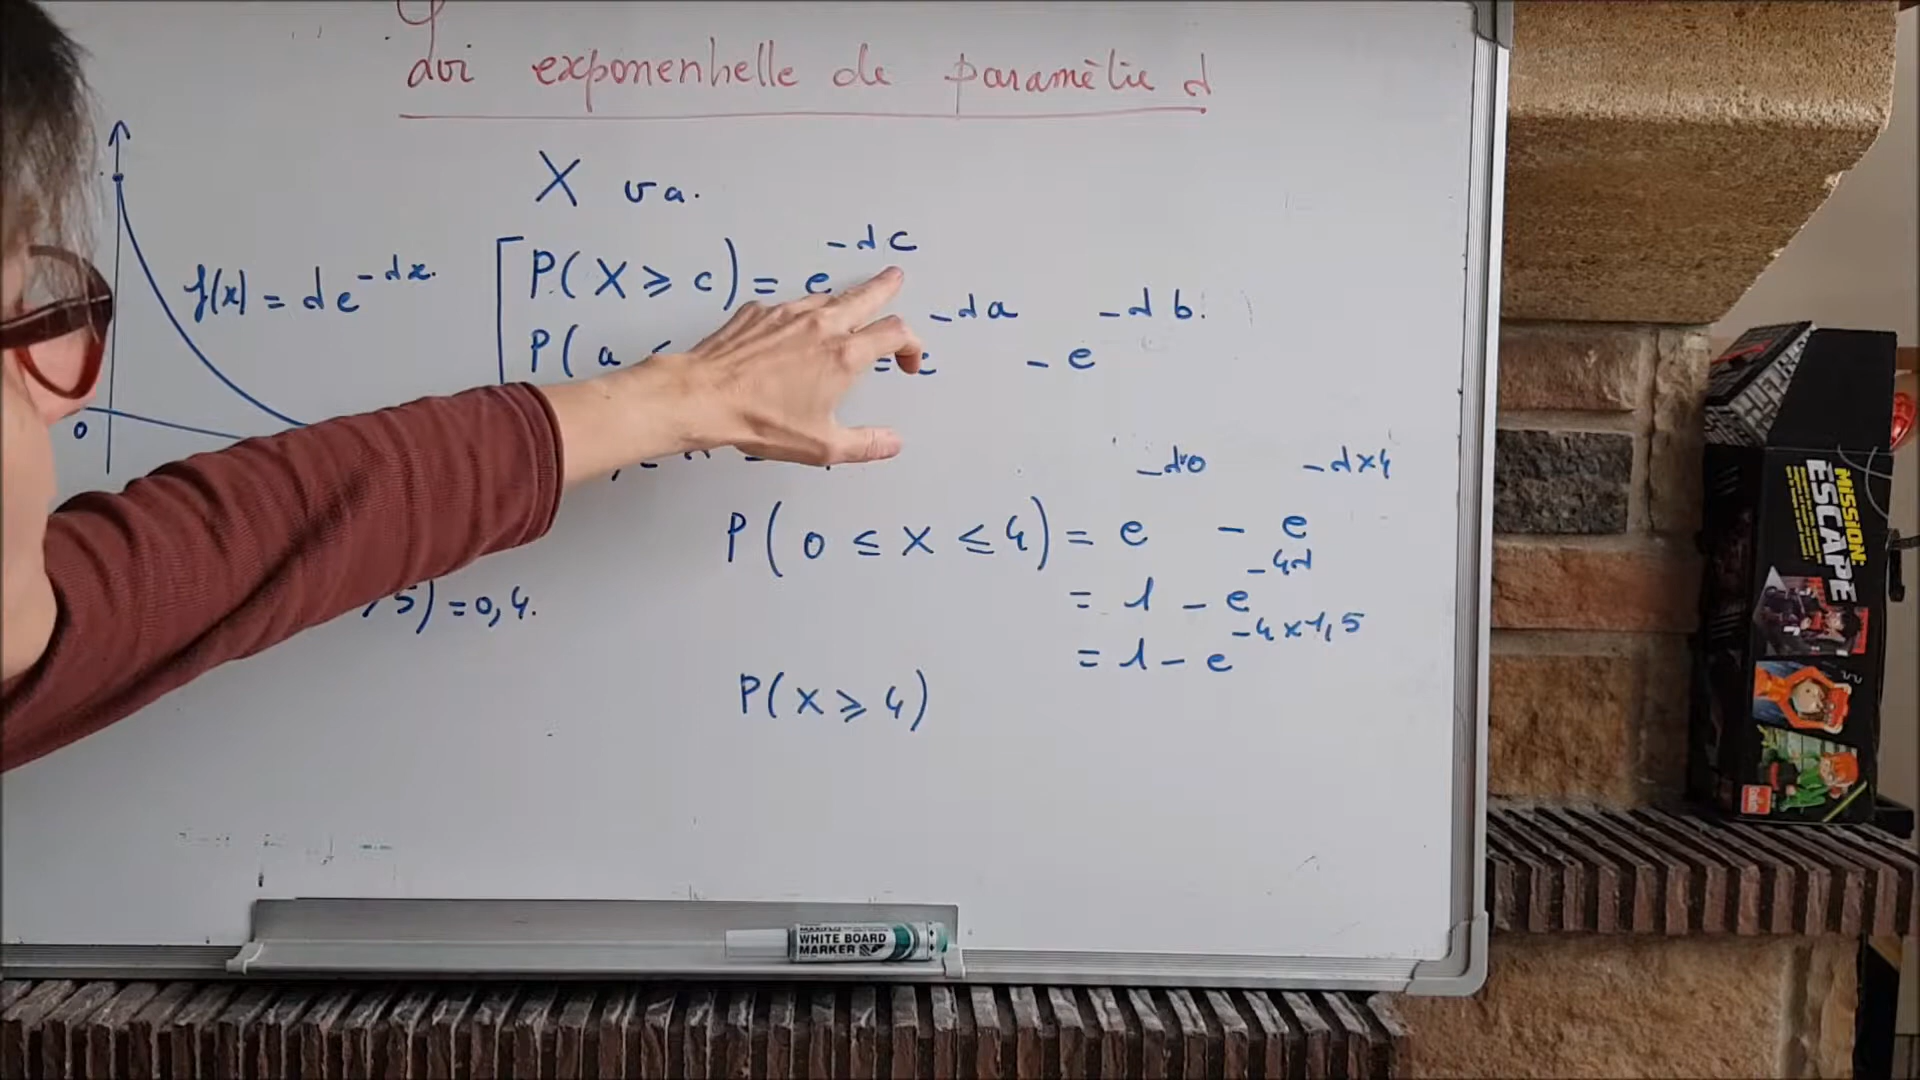 Loi exponentielle de paramètre λ
X va.
f(x) = λe^-λx.
P(X ≥ c) = e^-λc
P( a ≤ = e^-λa - e^-λb.
P(0 ≤ X ≤ 4) = e^-λ×0 - e^-λ×4
= 1 - e^-4λ
5) = 0,4.
= 1 - e^-4×1,5
P(X ≥ 4)
0
MISSION:
ESCAPE
WHITE BOARD
MARKER